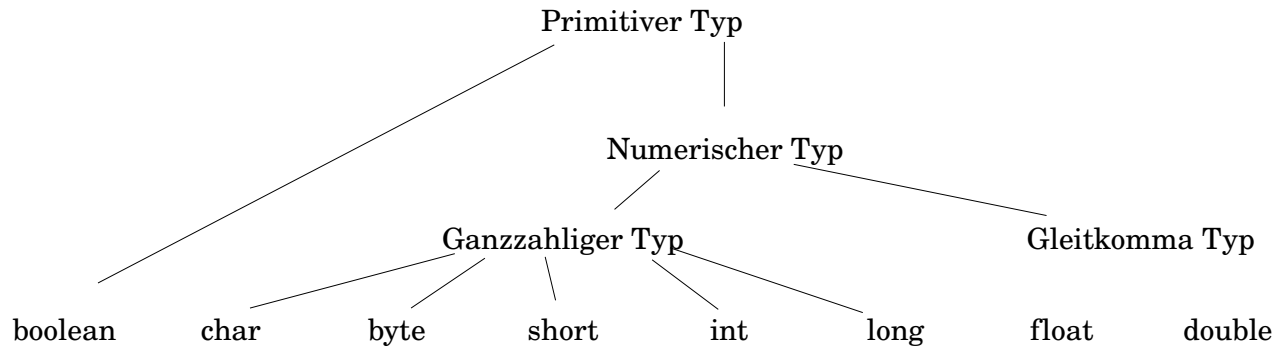 Primitiver Typ
Numerischer Typ
Ganzzahliger Typ Gleitkomma Typ
boolean char byte short int long float double